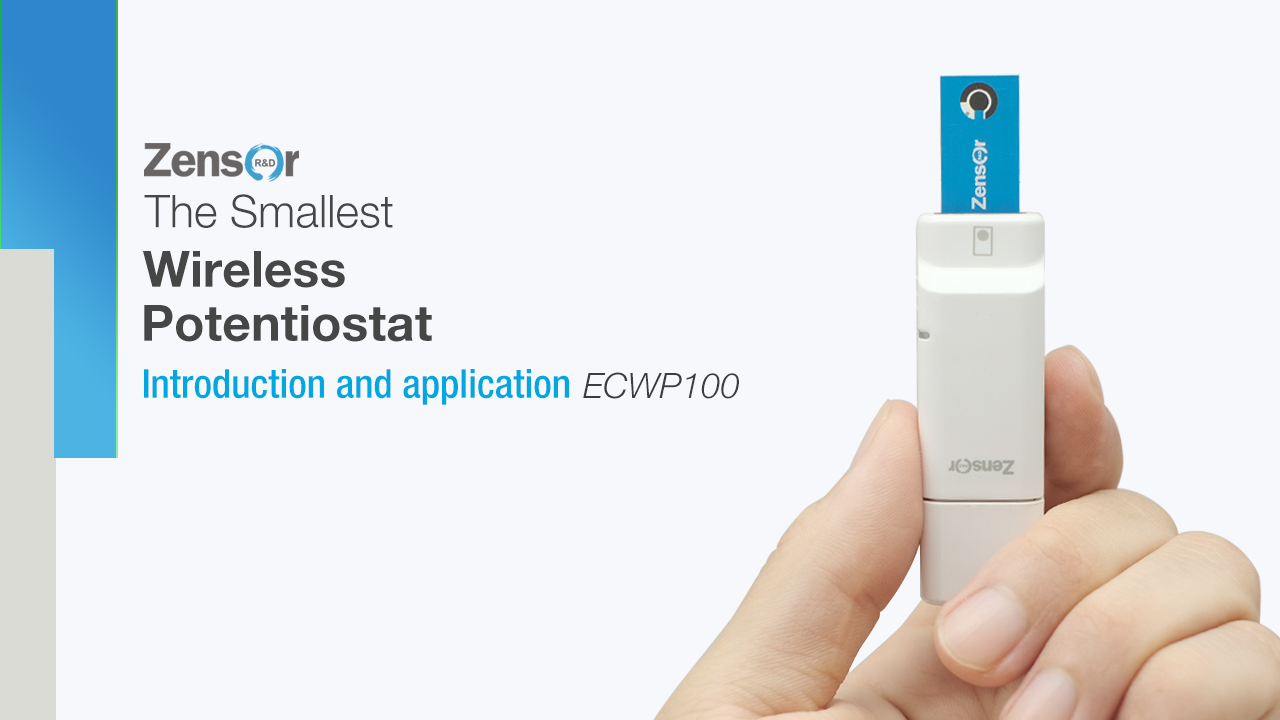 Zensor
R&D
The Smallest
Wireless
Potentiostat
Introduction and application ECWP100
Zensor
Zensor